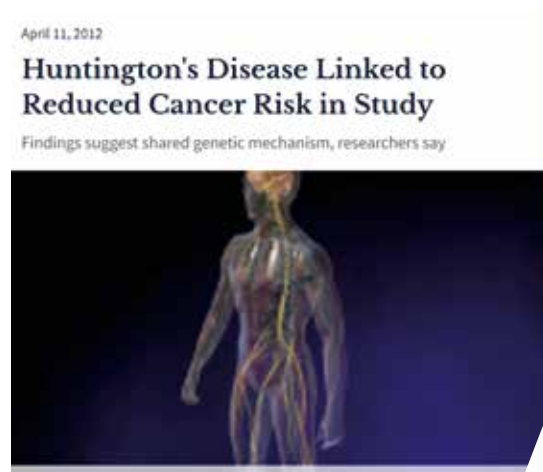 April 11, 2012
Huntington's Disease Linked to
Reduced Cancer Risk in Study
Findings suggest shared genetic mechanism, researchers say